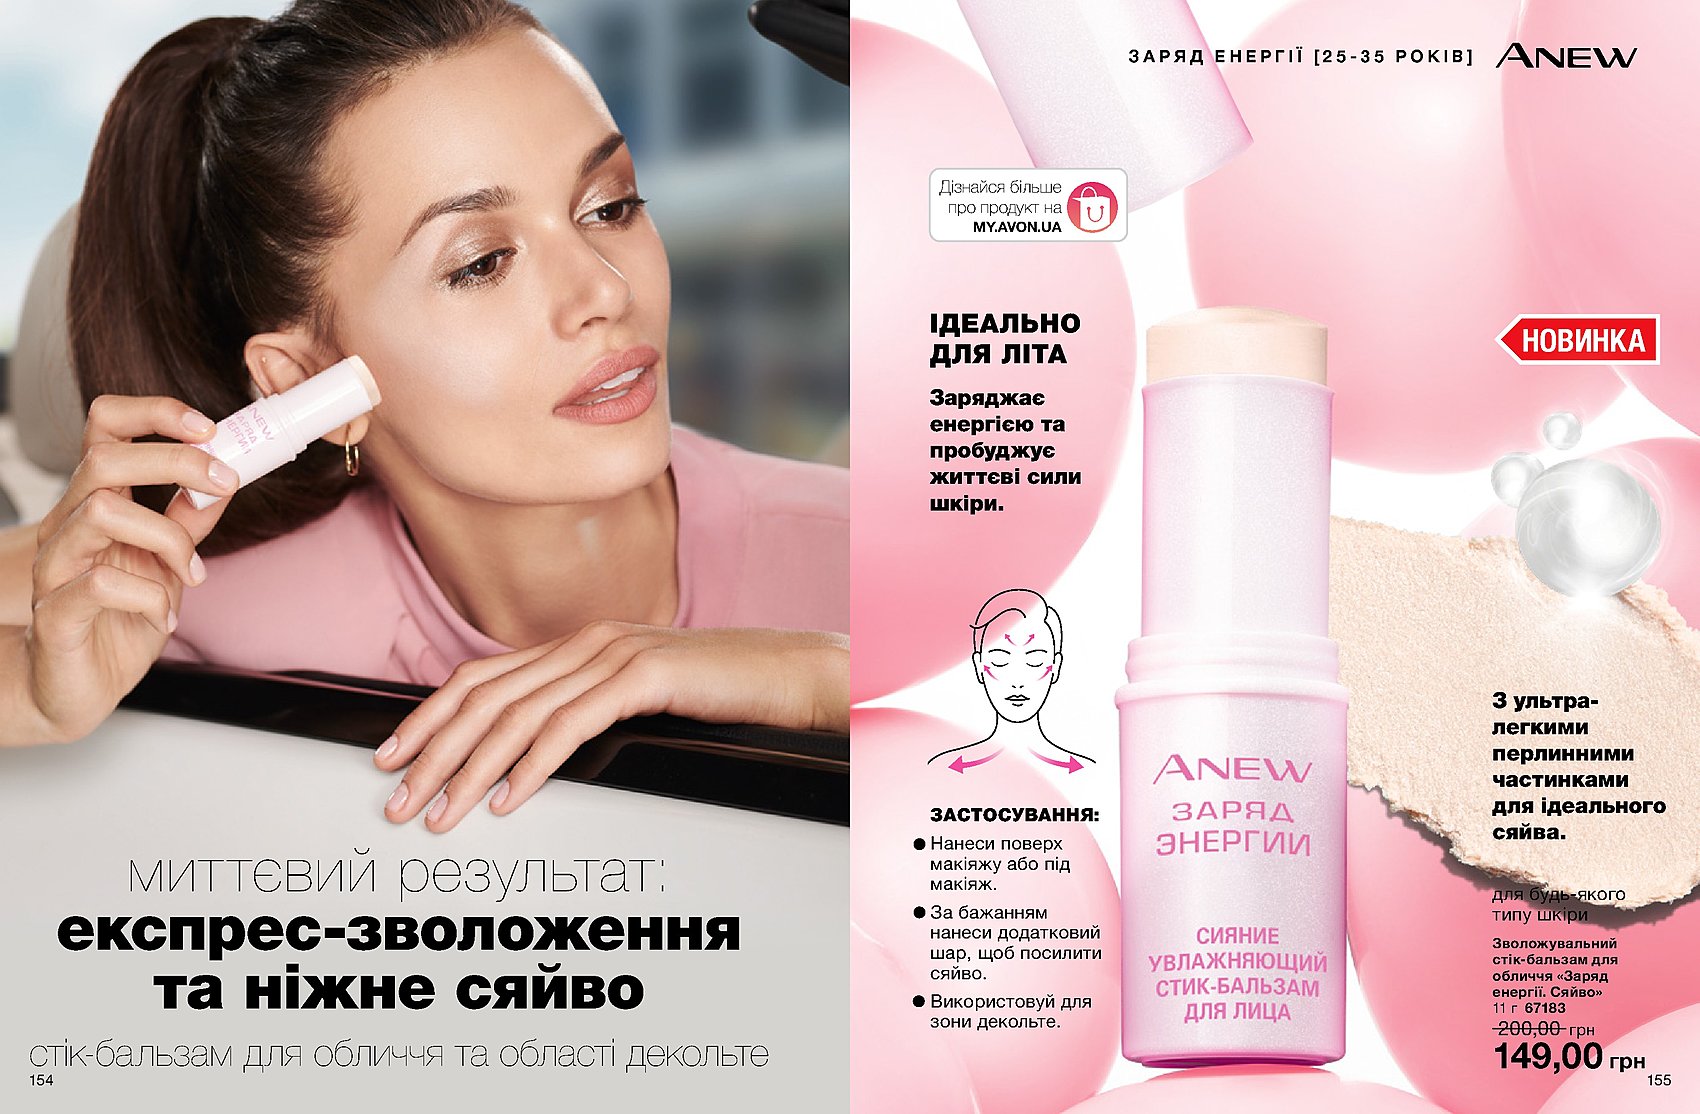 миттєвий результат:
експрес-зволоження
та ніжне сяйво
стік-бальзам для обличчя та області декольте
154
ANEW
ЗАРЯД
ЭНЕРГИИ
ЗАРЯД ЕНЕРГІЇ [25-35 РОКІВ] ANEW
Дізнайся більше
про продукт на
MY.AVON.UA
ІДЕАЛЬНО
ДЛЯ ЛІТА
Заряджає
енергією та
пробуджує
життєві сили
шкіри.
НОВИНКА
ЗАСТОСУВАННЯ:
● Нанеси поверх
макіяжу або під
макіяж.
● За бажанням
нанеси додатковий
шар, щоб посилити
сяйво.
● Використовуй для
зони декольте.
ANEW
ЗАРЯД
ЭНЕРГИИ
СИЯНИЕ
УВЛАЖНЯЮЩИЙ
СТИК-БАЛЬЗАМ
ДЛЯ ЛИЦА
З ультра-
легкими
перлинними
частинками
для ідеального
сяйва.
для будь-якого
типу шкіри
Зволожувальний
стік-бальзам для
обличчя «Заряд
енергії. Сяйво»
11 г 67183
200,00 грн
149,00 грн
155